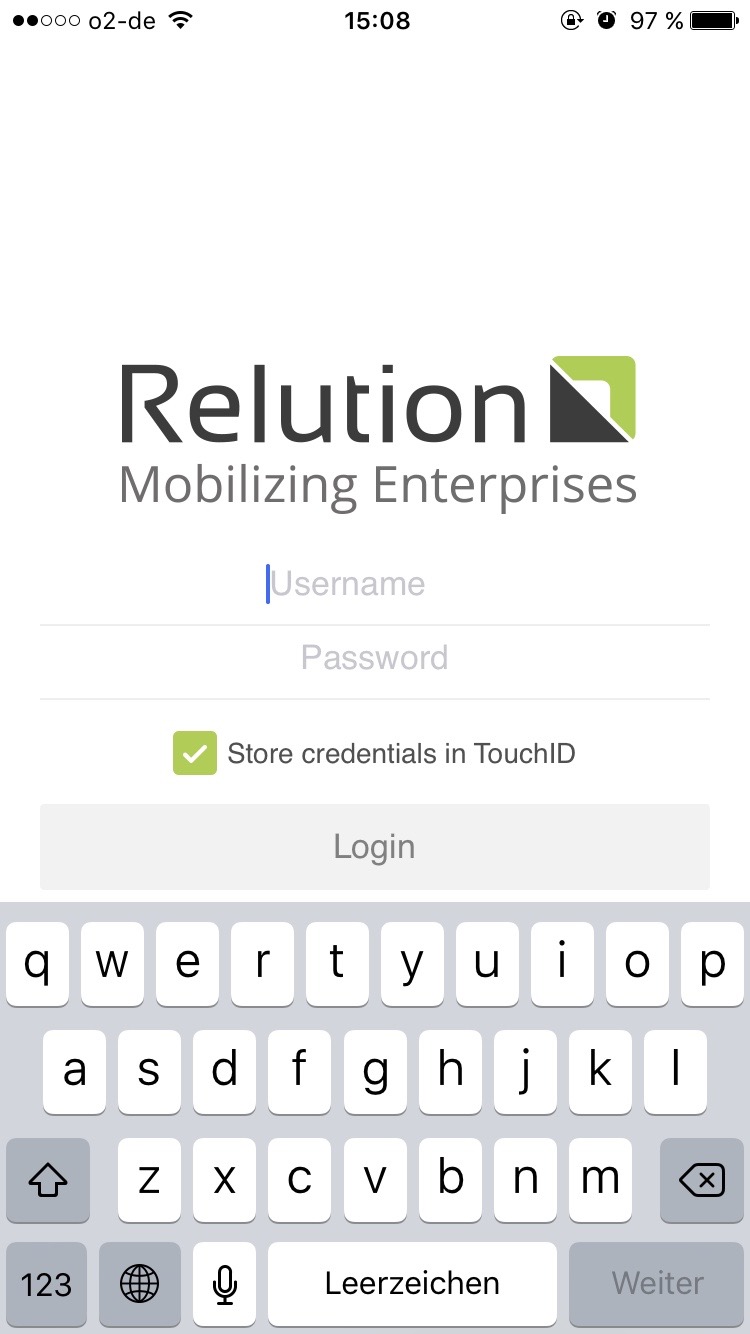 o2-de 15:08 97 %
Relution
Mobilizing Enterprises
Username
Password
Store credentials in TouchID
Login
q w e r t y u i o p
a s d f g h j k l
z x c v b n m
123 Leerzeichen Weiter